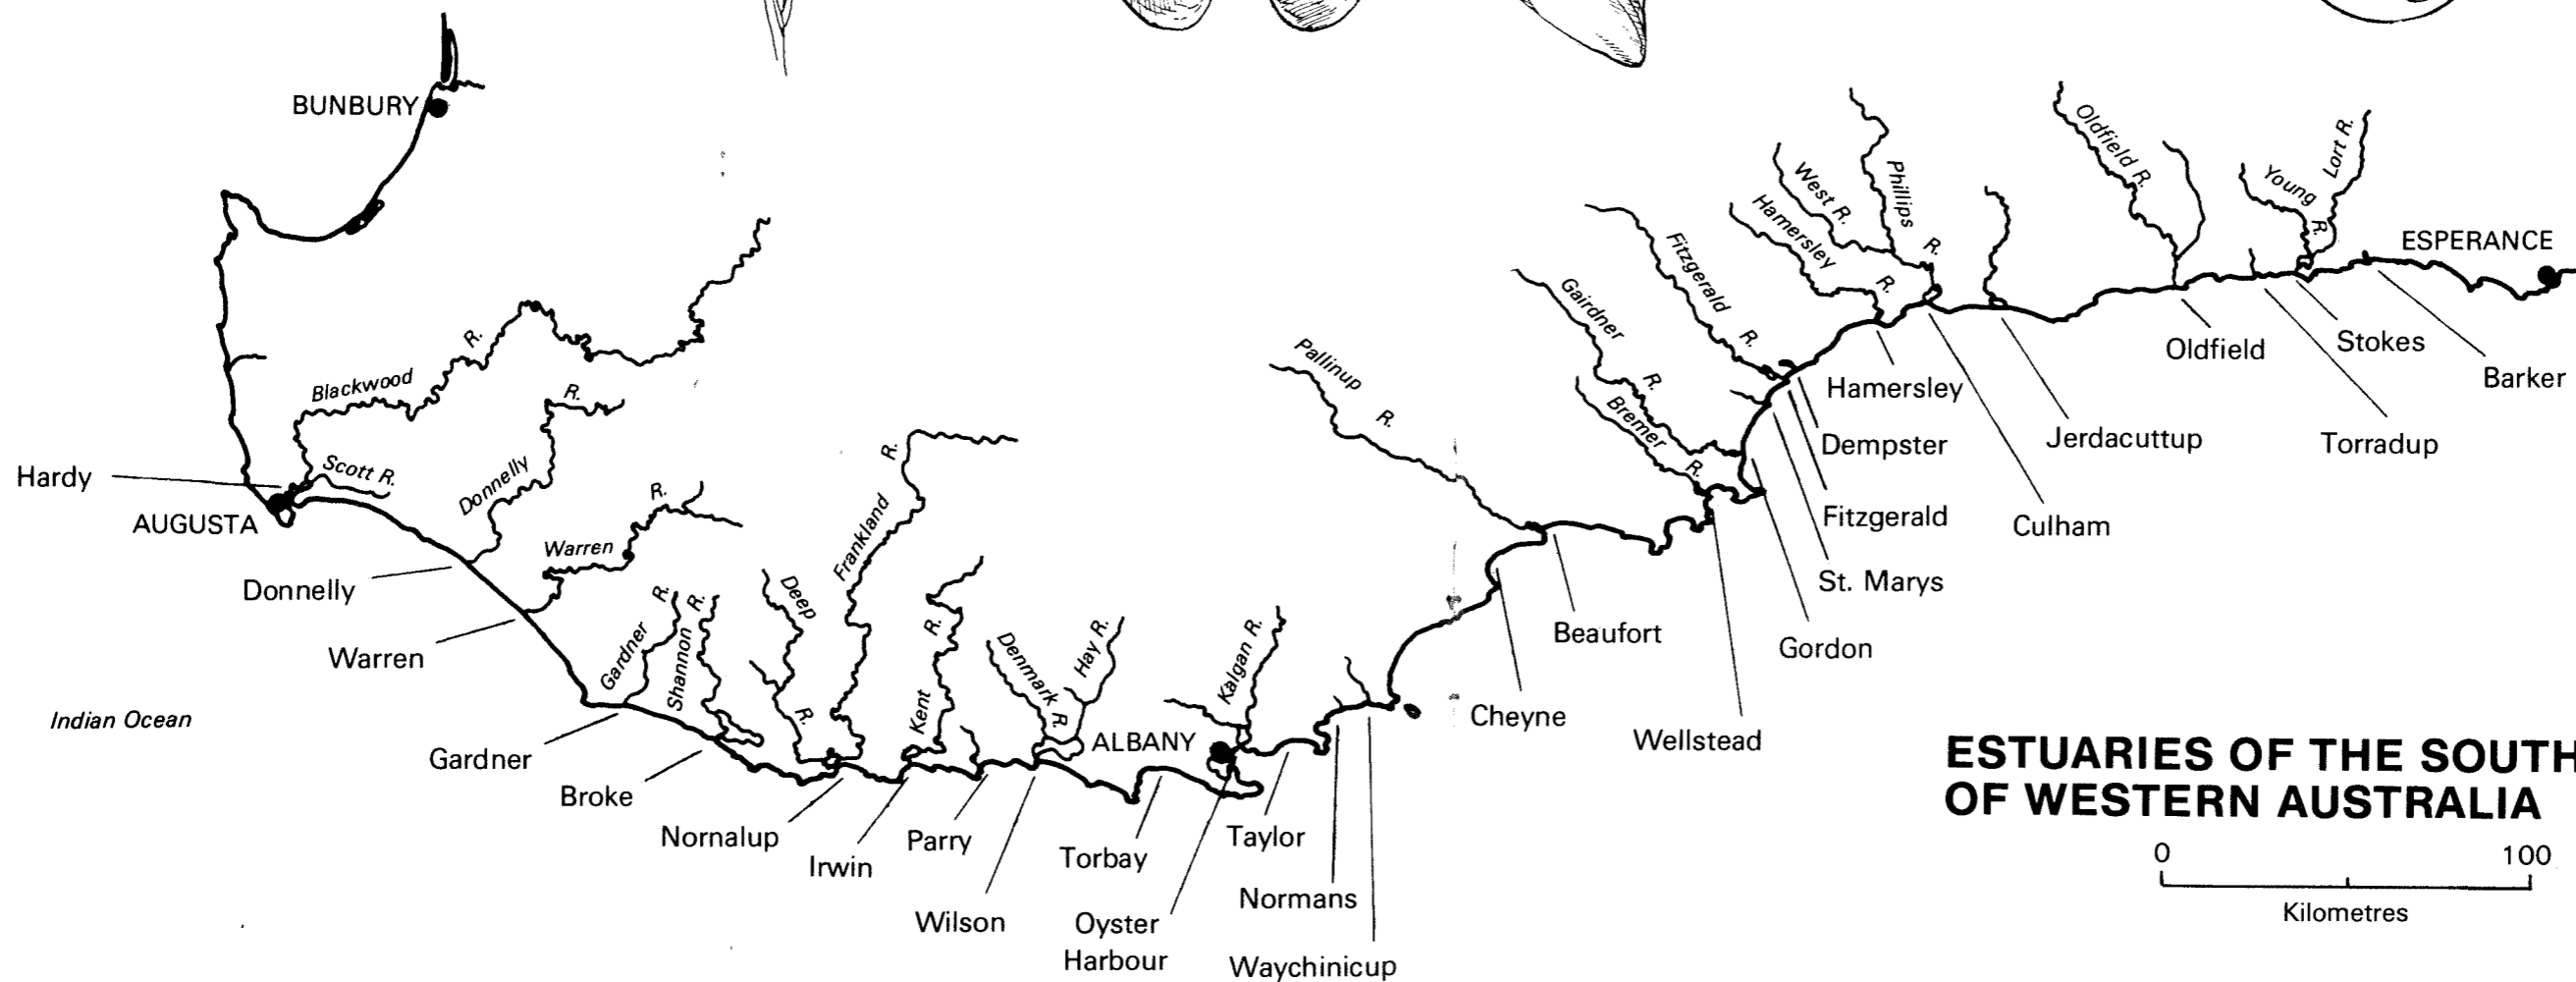 BUNBURY
Blackwood R.
Scott R.
Hardy
AUGUSTA
Donnelly R.
Donnelly
Warren R.
Warren
Gardner R.
Shannon R.
Gardner
Broke
Deep R.
Nornalup
Frankland R.
Irwin
Kent R.
Parry
Denmark R.
Hay R.
Wilson
Torbay
ALBANY
Kalgan R.
Oyster
Harbour
Taylor
Normans
Waychinicup
Indian Ocean
Pallinup R.
Cheyne
Beaufort
Wellstead
Bremer R.
Gairdner R.
Gordon
St. Marys
Fitzgerald R.
Fitzgerald
Dempster
Hamersley R.
Hamersley
West R.
Phillips R.
Culham
Jerdacuttup
Oldfield R.
Oldfield
Young R.
Lort R.
Torradup
Stokes
Barker
ESPERANCE
ESTUARIES OF THE SOUTH
OF WESTERN AUSTRALIA
0 100
Kilometres